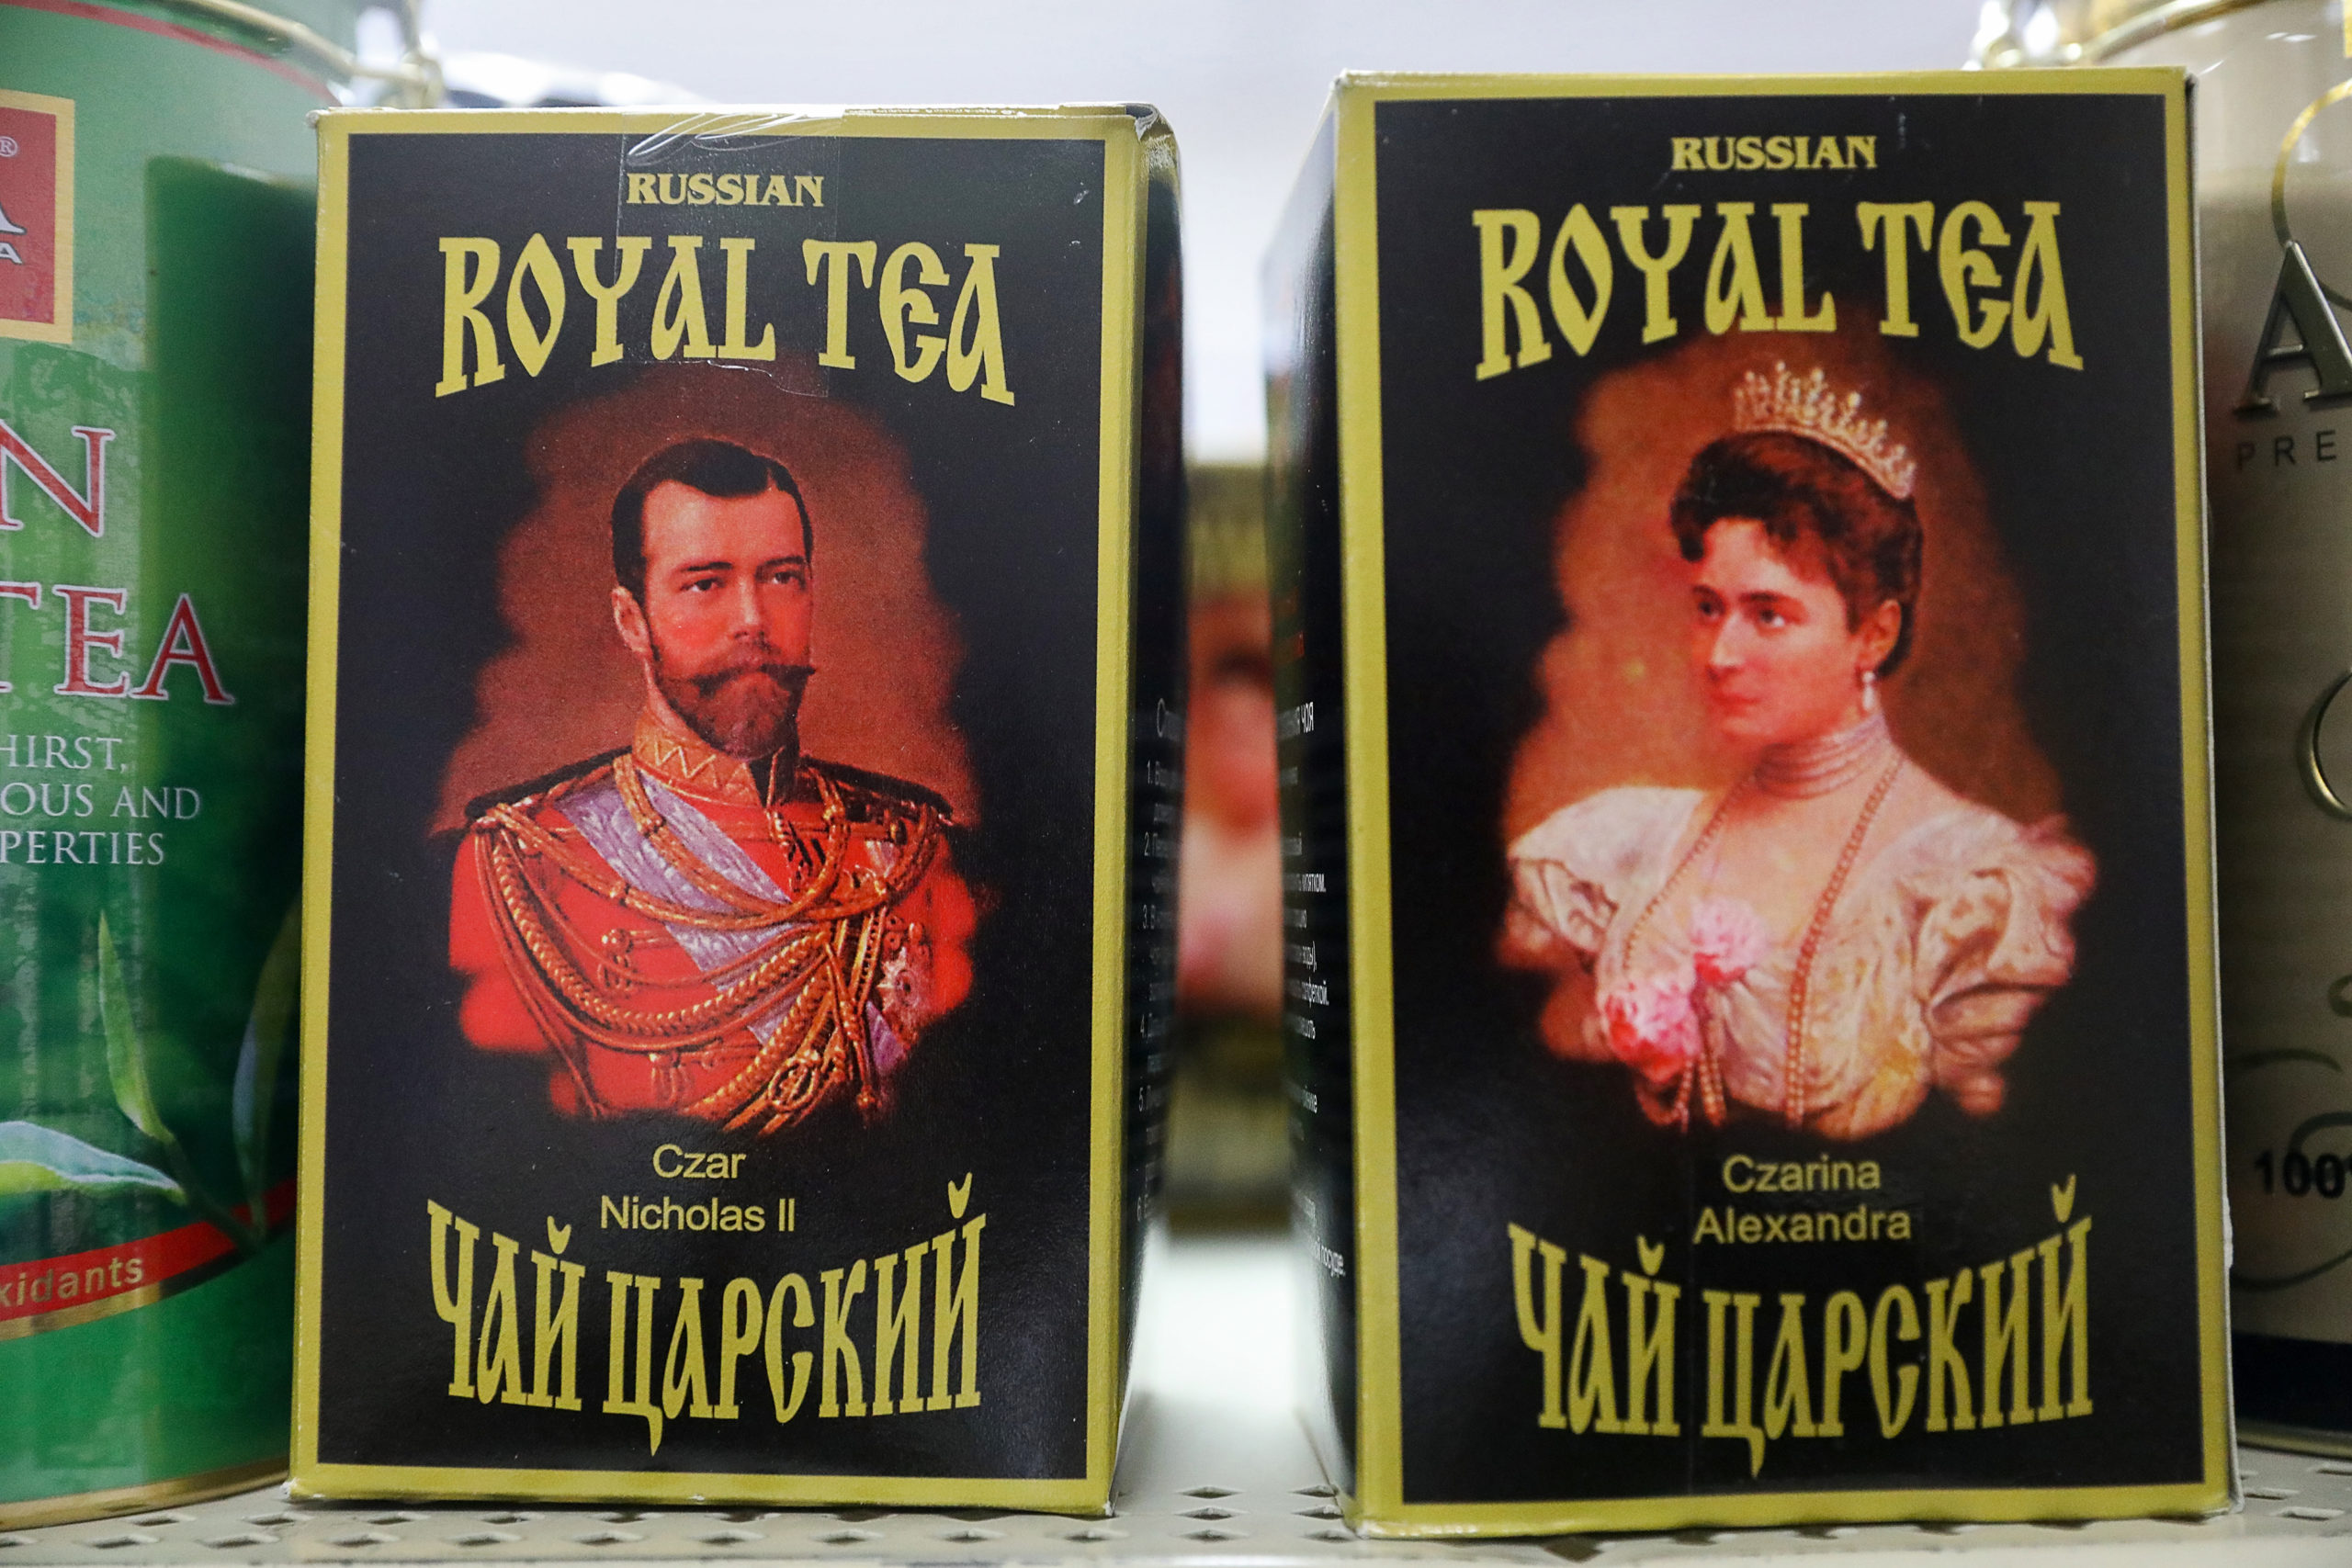 RUSSIAN
ROYAL TEA
Czar
Nicholas II
ЧАЙ ЦАРСКИЙ
RUSSIAN
ROYAL TEA
Czarina
Alexandra
ЧАЙ ЦАРСКИЙ
TEA
HIRST,
OUS AND
PERTIES
xidants
PRE
100